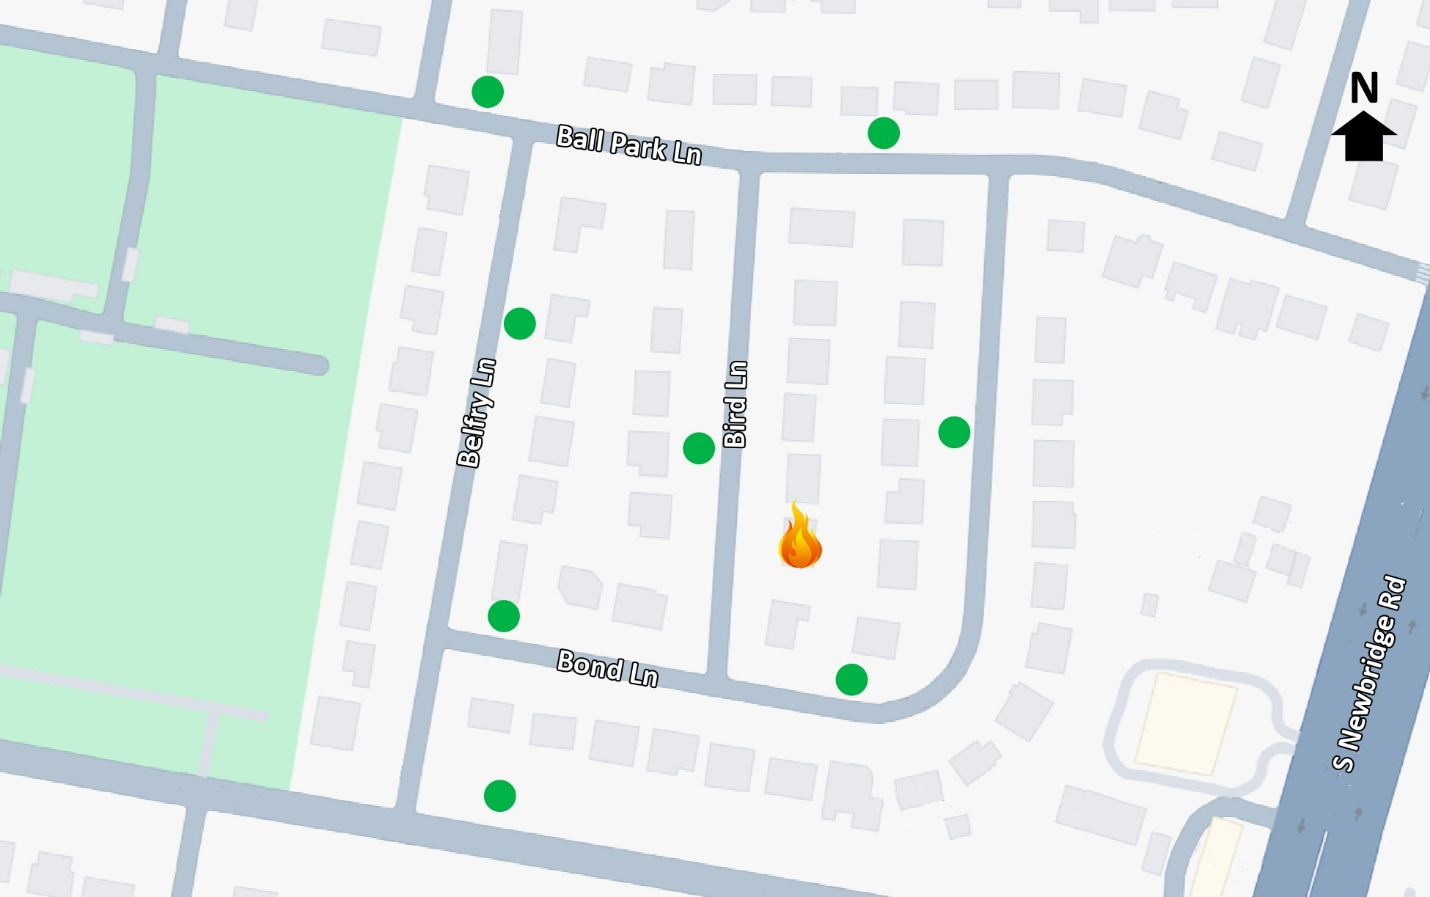 N
Ball Park Ln
Belfry Ln
Bird Ln
Bond Ln
S Newbridge Rd